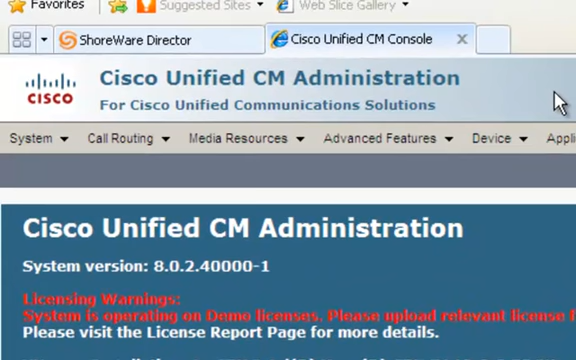 Favorites Suggested Sites Web Slice Gallery
ShoreWare Director Cisco Unified CM Console
Cisco Unified CM Administration
CISCO For Cisco Unified Communications Solutions
System Call Routing Media Resources Advanced Features Device
Cisco Unified CM Administration
System version: 8.0.2.40000-1
Licensing Warnings:
System is operating on Demo licenses. Please upload relevant license
Please visit the License Report Page for more details.